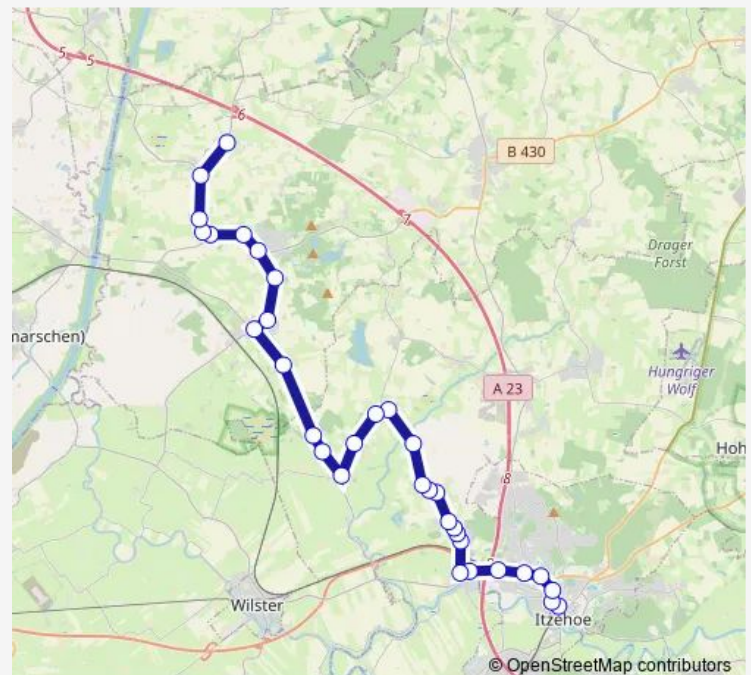 5
5
6
B 430
7
Drager
Forst
marschen)
Hungriger
Wolf
A 23
Hoh
8
Wilster
Itzehoe
© OpenStreetMap contributors